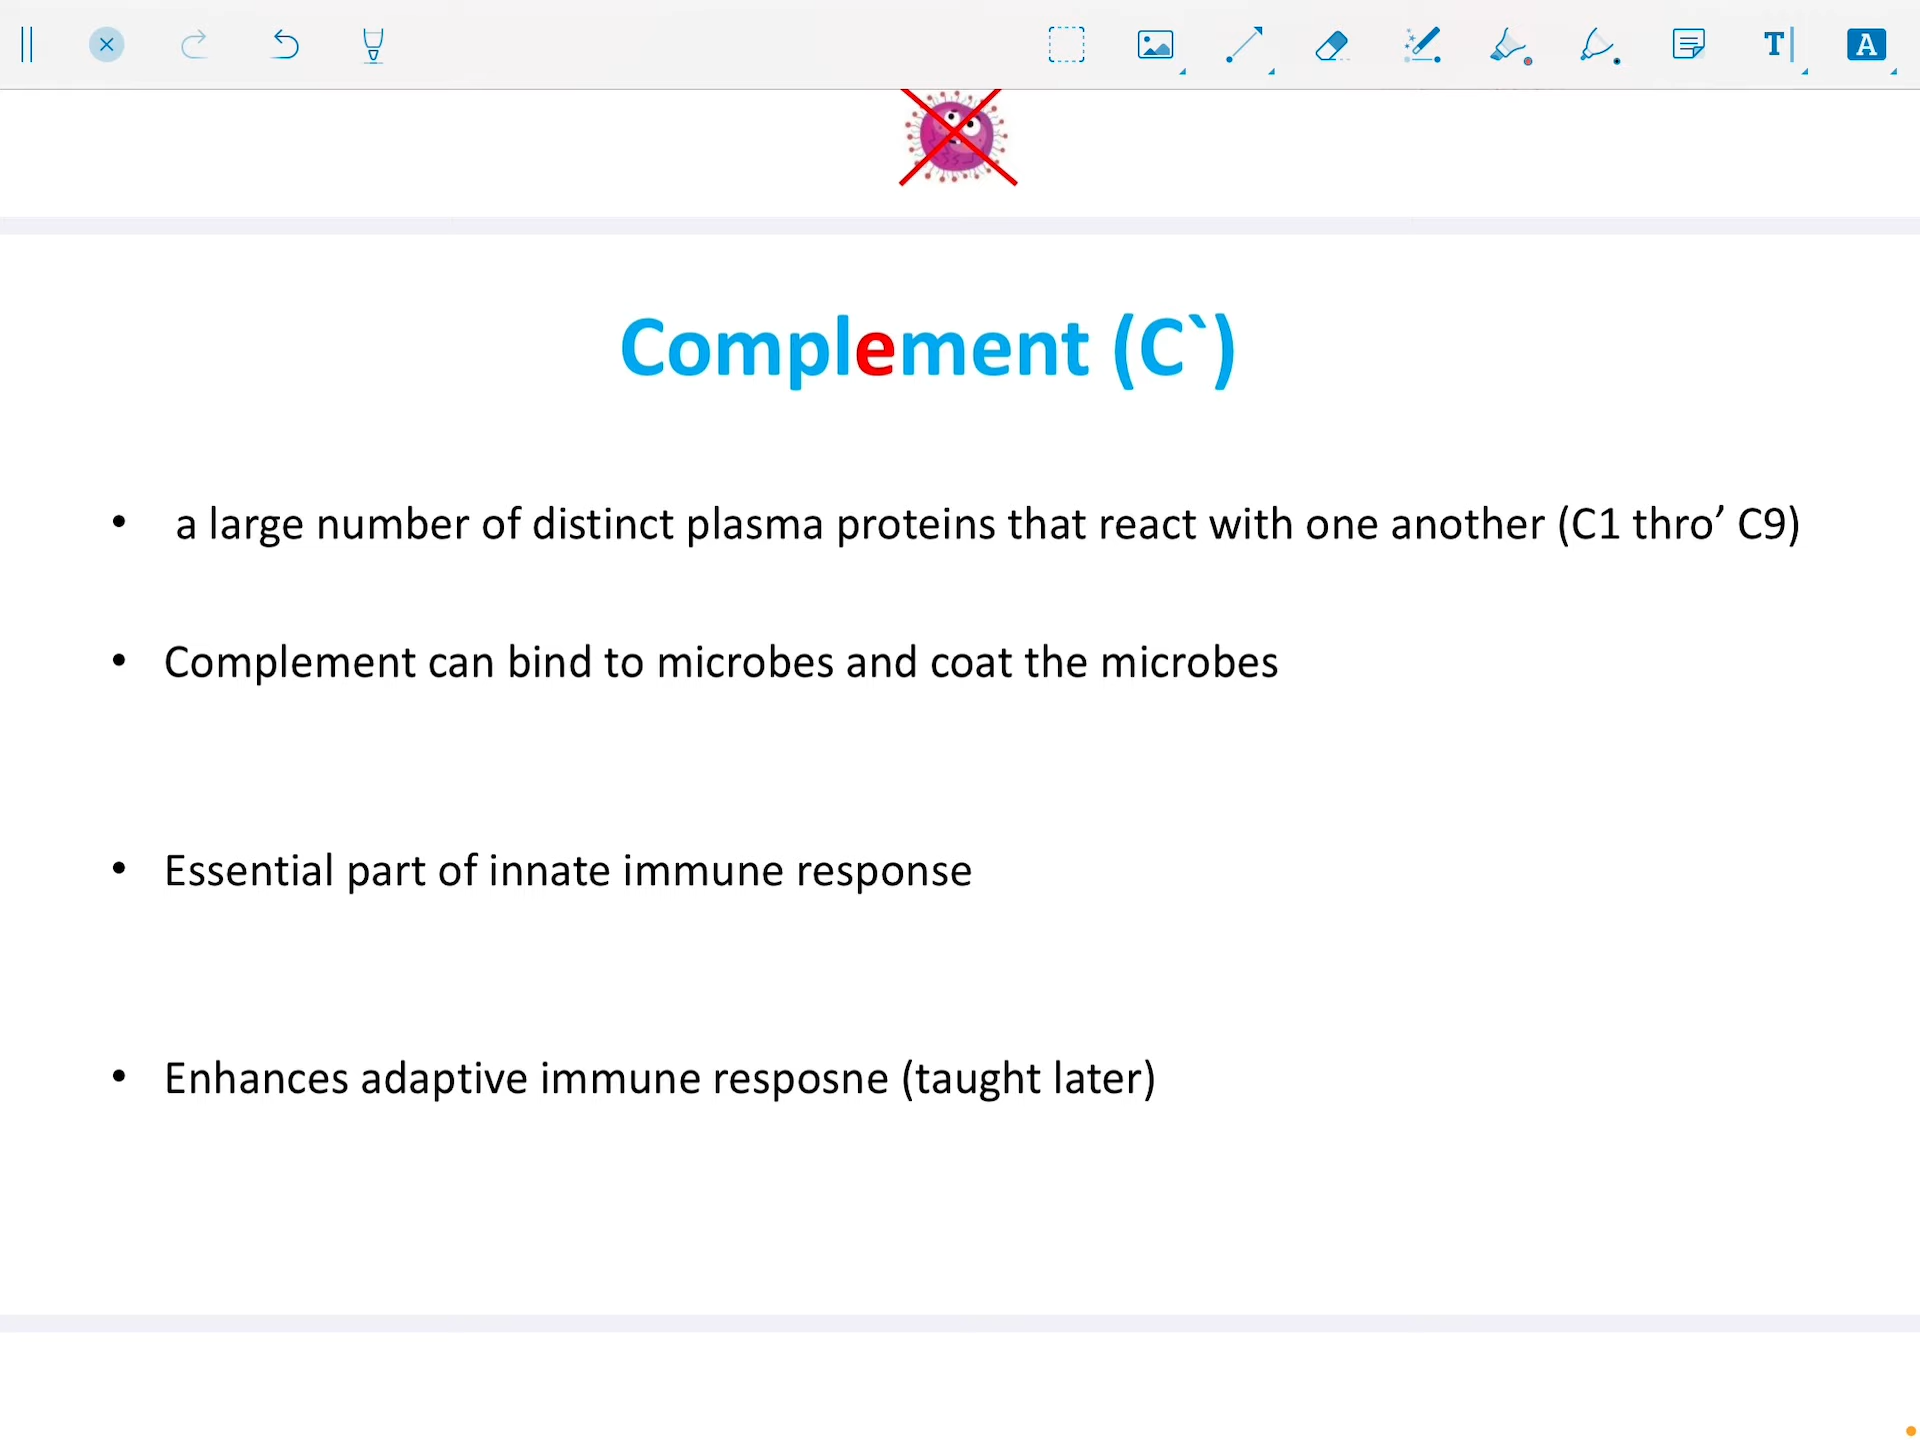 T
A
Complement (C`)
• a large number of distinct plasma proteins that react with one another (C1 thro’ C9)
• Complement can bind to microbes and coat the microbes
• Essential part of innate immune response
• Enhances adaptive immune resposne (taught later)